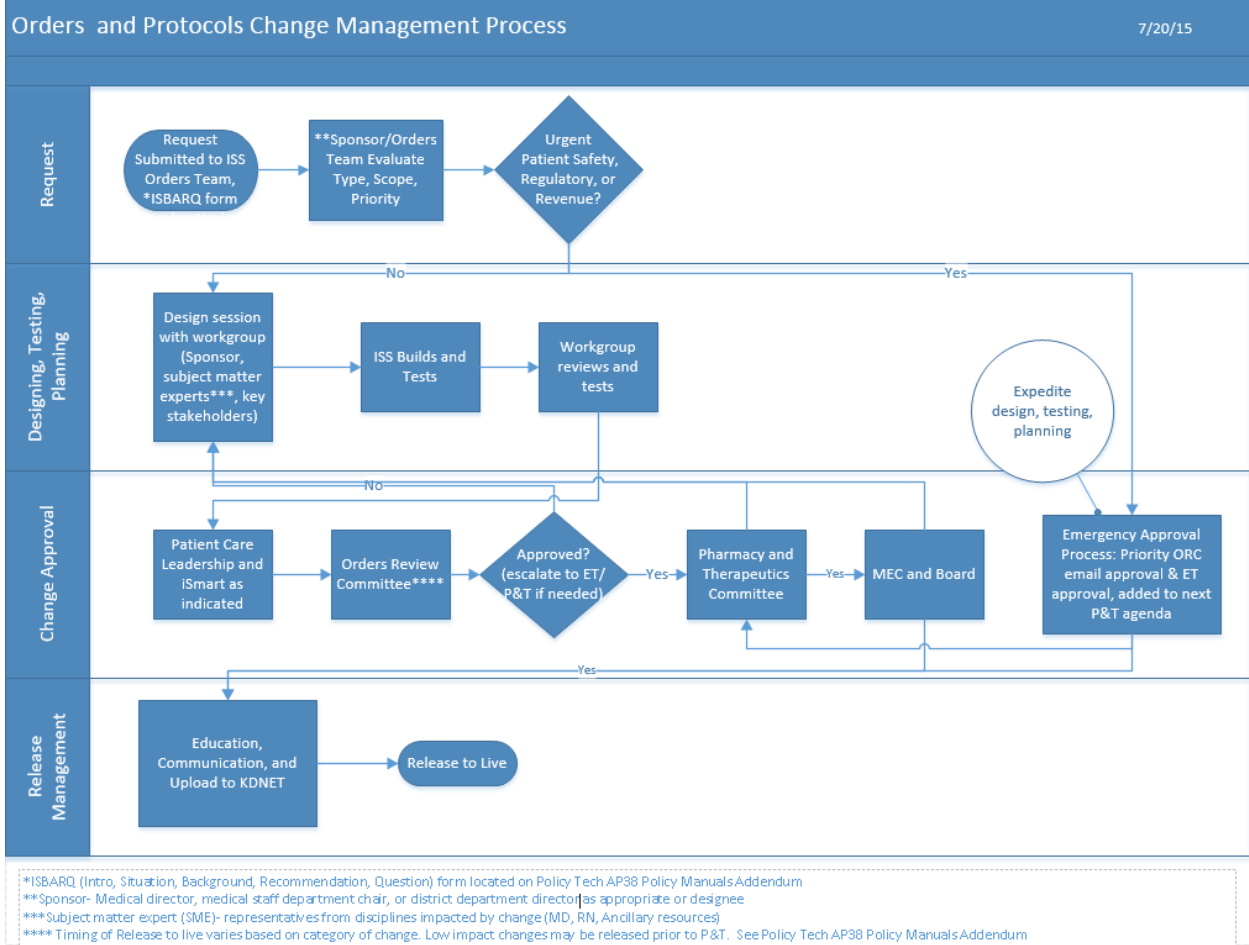 Orders and Protocols Change Management Process
7/20/15
Request
Request
Submitted to ISS
Orders Team,
*ISBARQ form
**Sponsor/Orders
Team Evaluate
Type, Scope,
Priority
Urgent
Patient Safety,
Regulatory, or
Revenue?
No
Yes
Designing, Testing,
Planning
Design session
with workgroup
(Sponsor,
subject matter
experts***, key
stakeholders)
ISS Builds and
Tests
Workgroup
reviews and
tests
Expedite
design, testing,
planning
Change Approval
No
Patient Care
Leadership and
iSmart as
indicated
Orders Review
Committee****
Approved?
(escalate to ET/
P&T if needed)
Yes
Pharmacy and
Therapeutics
Committee
Yes
MEC and Board
Emergency Approval
Process: Priority ORC
email approval & ET
approval, added to next
P&T agenda
Yes
Release
Management
Education,
Communication, and
Upload to KDNET
Release to Live
*ISBARQ (Intro, Situation, Background, Recommendation, Question) form located on Policy Tech AP38 Policy Manuals Addendum
**Sponsor- Medical director, medical staff department chair, or district department director as appropriate or designee
***Subject matter expert (SME)- representatives from disciplines impacted by change (MD, RN, Ancillary resources)
**** Timing of Release to live varies based on category of change. Low impact changes may be released prior to P&T. See Policy Tech AP38 Policy Manuals Addendum